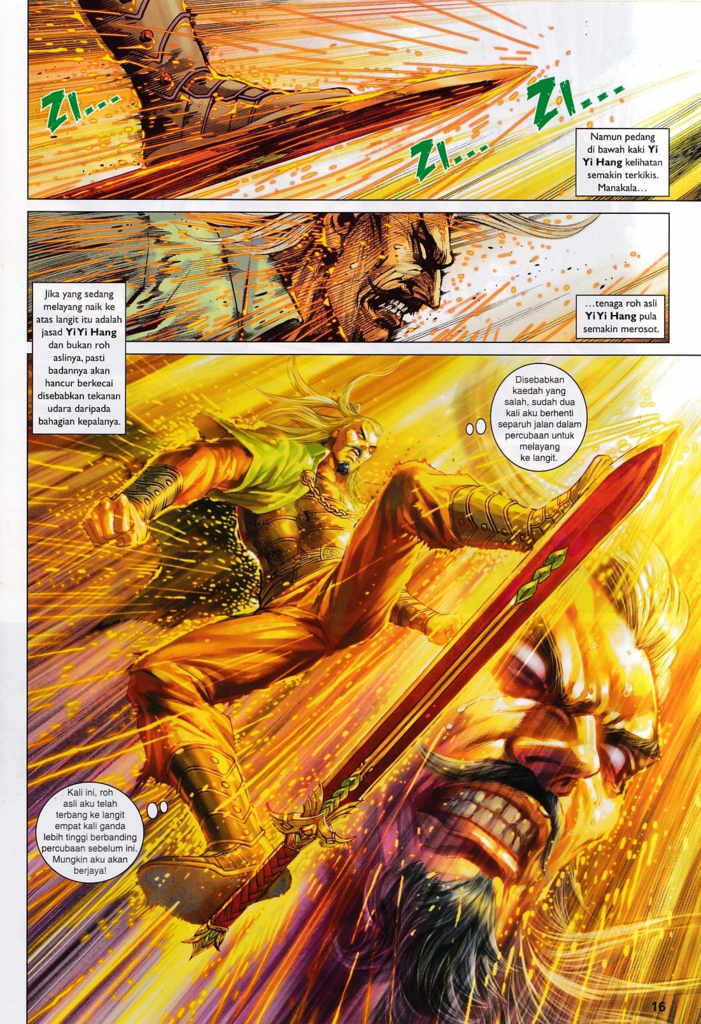 ZI...
ZI...
ZI...
Namun pedang
di bawah kaki Yi
Yi Hang kelihatan
semakin terkikis.
Manakala...
...tenaga roh asli
Yi Yi Hang pula
semakin merosot.
Jika yang sedang
melayang naik ke
atas langit itu adalah
jasad Yi Yi Hang
dan bukan roh
aslinya, pasti
badannya akan
hancur berkecai
disebabkan tekanan
udara daripada
bahagian kepalanya.
Disebabkan
kaedah yang
salah, sudah dua
kali aku berhenti
separuh jalan dalam
percubaan untuk
melayang
ke langit.
Kali ini, roh
asli aku telah
terbang ke langit
empat kali ganda
lebih tinggi berbanding
percubaan sebelum ini.
Mungkin aku akan
berjaya!
16